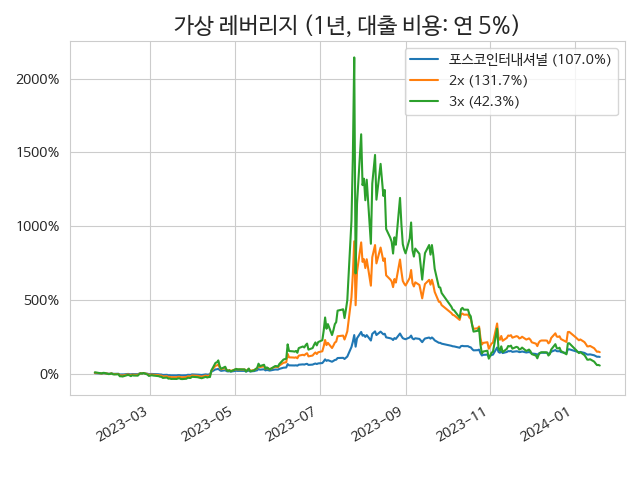 가상 레버리지 (1년, 대출 비용: 연 5%)
포스코인터내셔널 (107.0%)
2x (131.7%)
3x (42.3%)
2000%
1500%
1000%
500%
0%
2023-03
2023-05
2023-07
2023-09
2023-11
2024-01